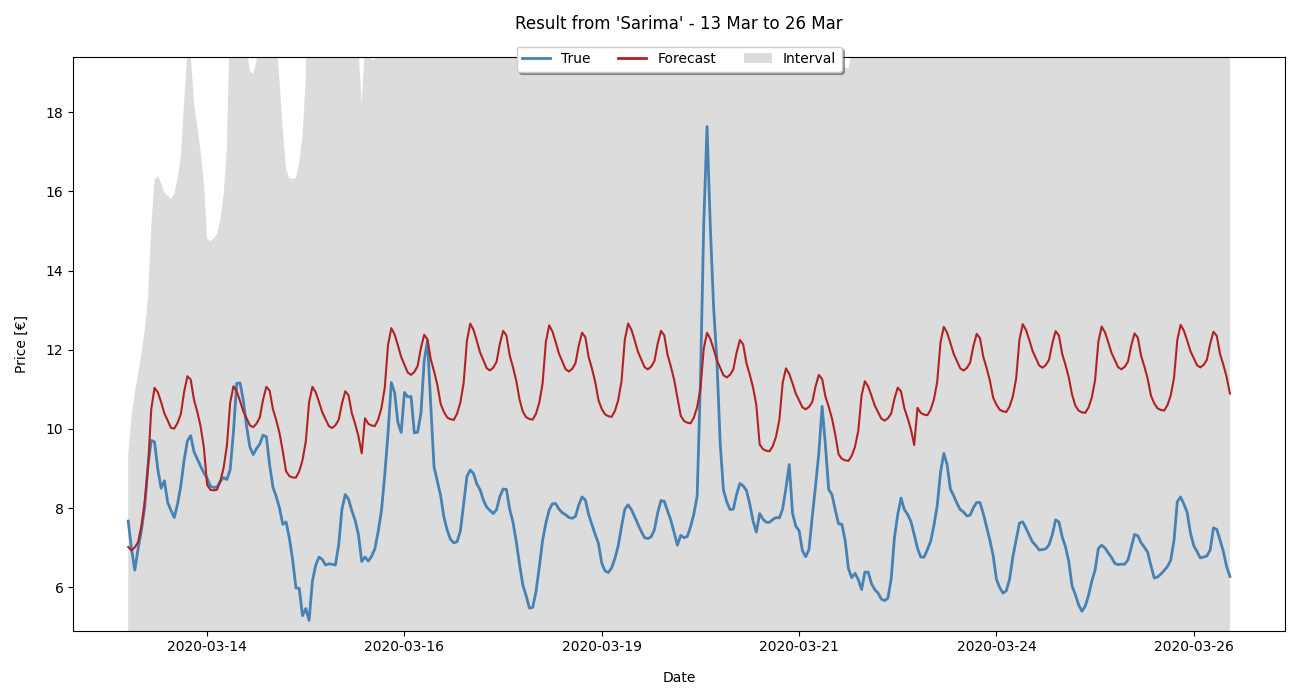 Result from 'Sarima' - 13 Mar to 26 Mar
True Forecast Interval
18
16
14
12
10
8
6
Price [€]
2020-03-14 2020-03-16 2020-03-19 2020-03-21 2020-03-24 2020-03-26
Date